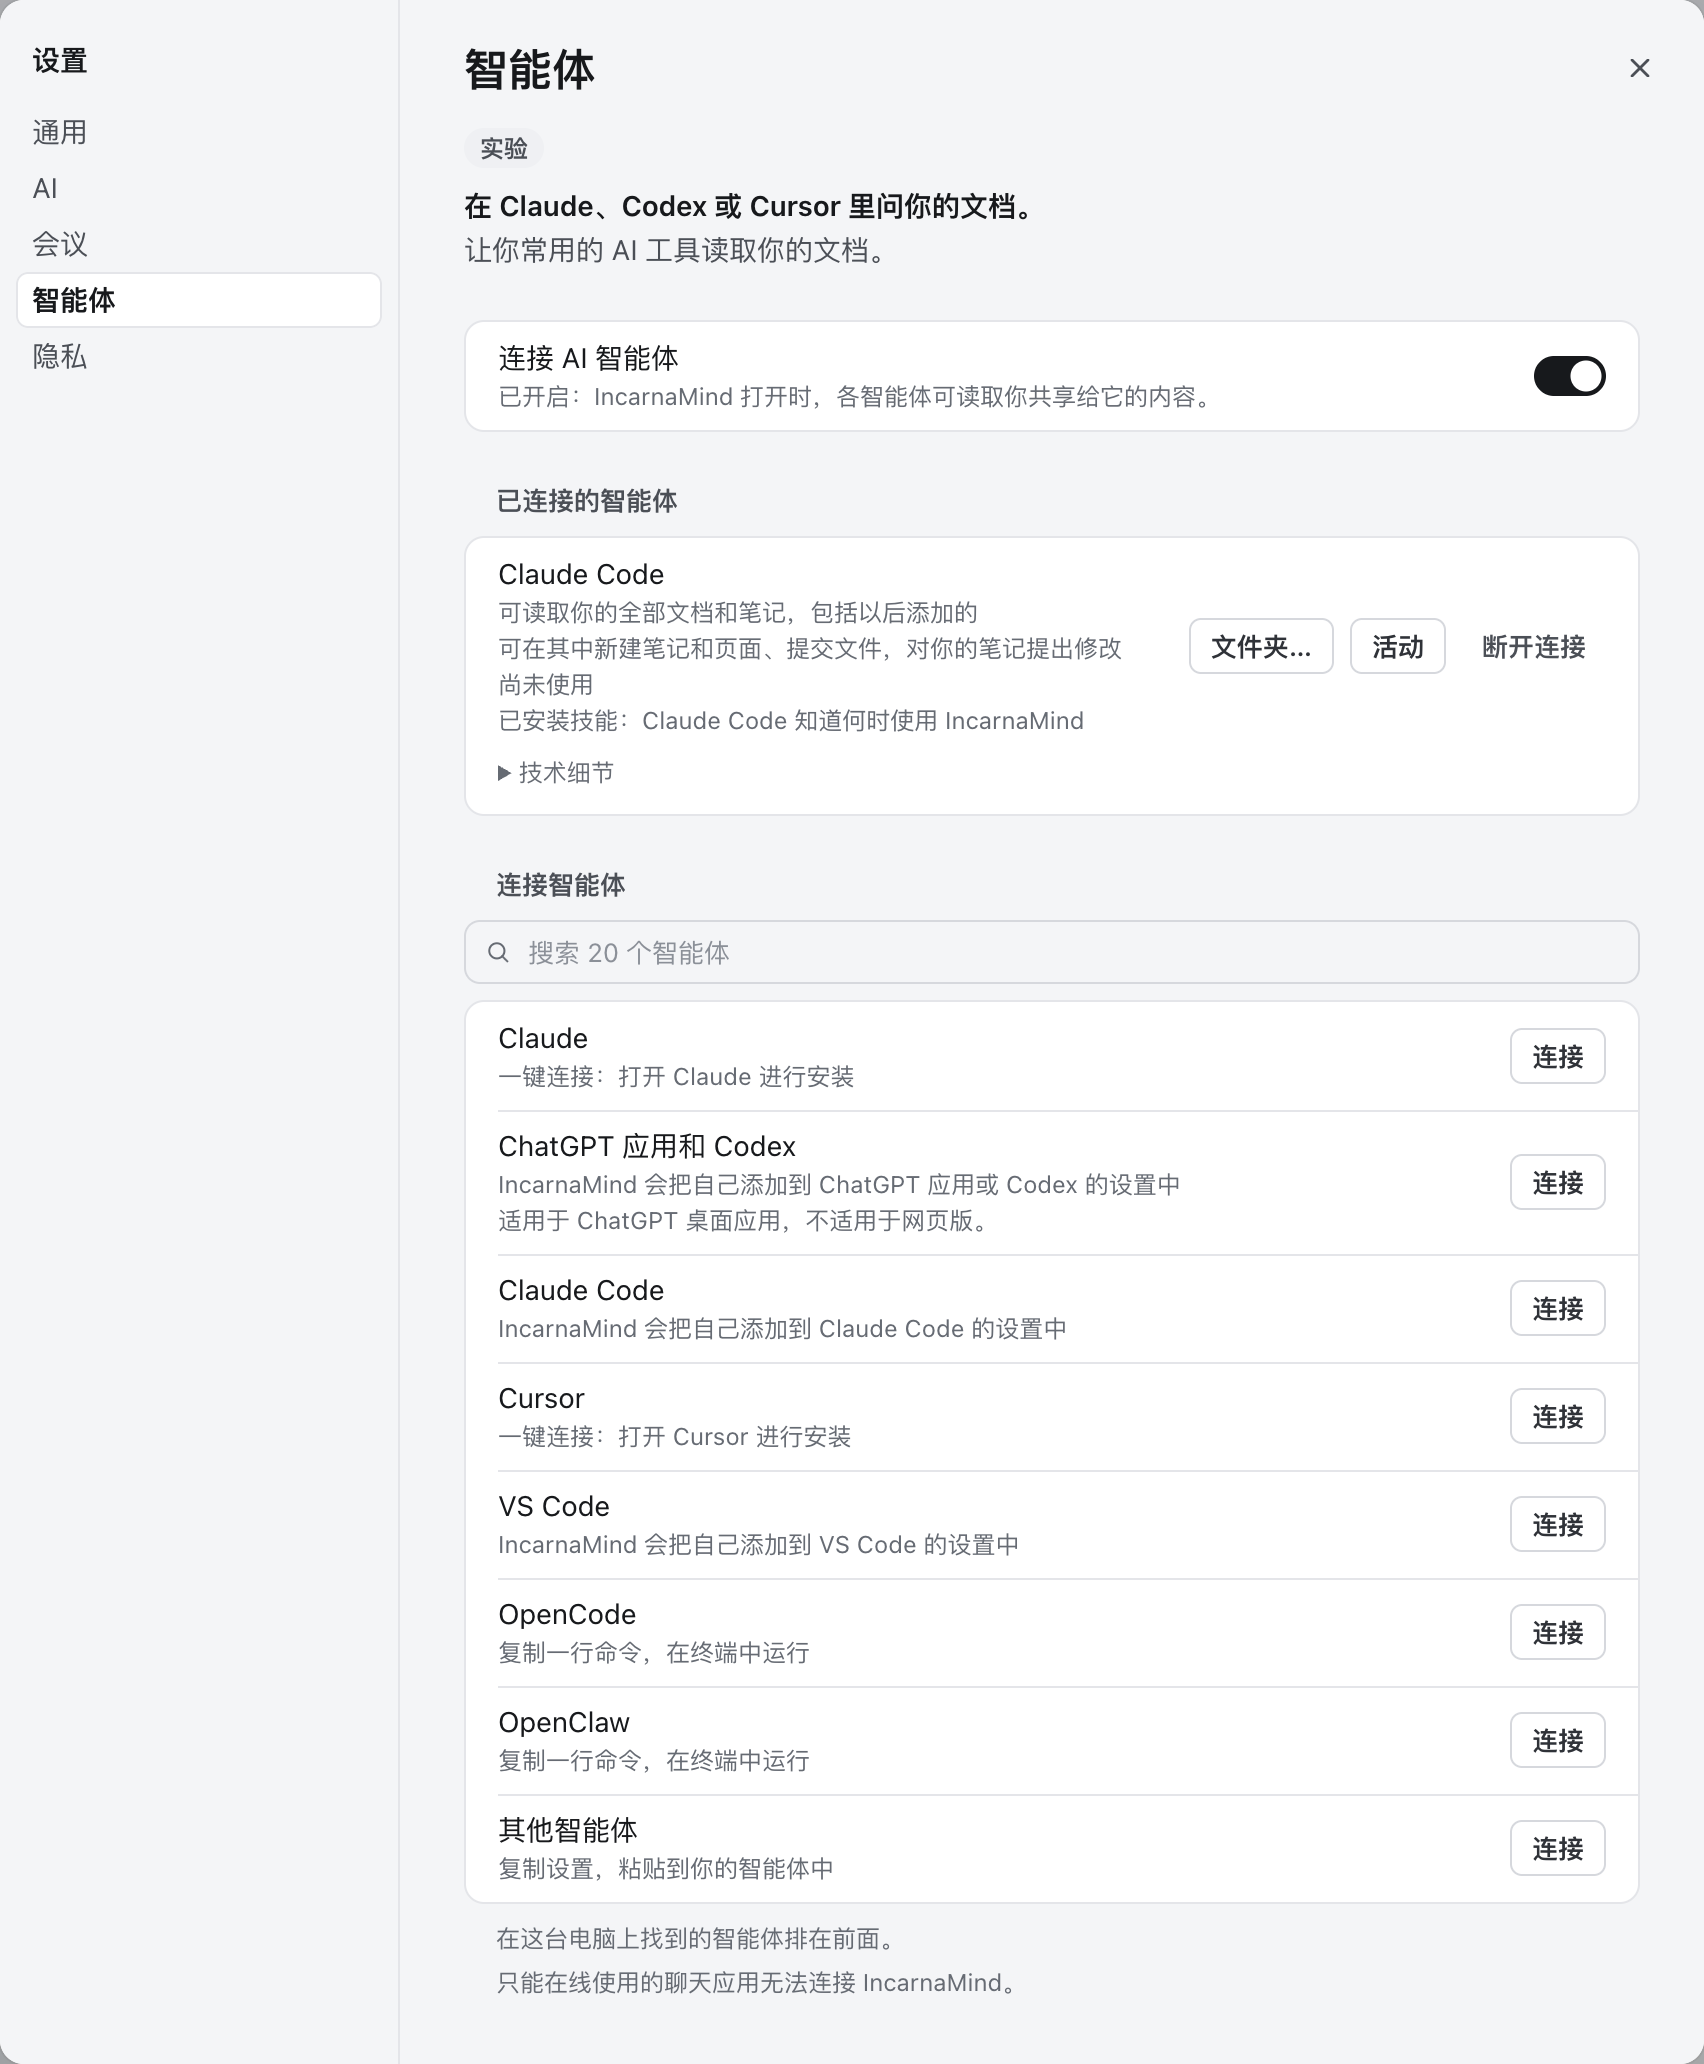 设置
通用
AI
会议
智能体
隐私
智能体
实验
在 Claude、Codex 或 Cursor 里问你的文档。
让你常用的 AI 工具读取你的文档。
连接 AI 智能体
已开启：IncarnaMind 打开时，各智能体可读取你共享给它的内容。
已连接的智能体
Claude Code
可读取你的全部文档和笔记，包括以后添加的
可在其中新建笔记和页面、提交文件，对你的笔记提出修改
尚未使用
已安装技能：Claude Code 知道何时使用 IncarnaMind
技术细节
文件夹...
活动
断开连接
连接智能体
搜索 20 个智能体
Claude
一键连接：打开 Claude 进行安装
连接
ChatGPT 应用和 Codex
IncarnaMind 会把自己添加到 ChatGPT 应用或 Codex 的设置中
适用于 ChatGPT 桌面应用，不适用于网页版。
连接
Claude Code
IncarnaMind 会把自己添加到 Claude Code 的设置中
连接
Cursor
一键连接：打开 Cursor 进行安装
连接
VS Code
IncarnaMind 会把自己添加到 VS Code 的设置中
连接
OpenCode
复制一行命令，在终端中运行
连接
OpenClaw
复制一行命令，在终端中运行
连接
其他智能体
复制设置，粘贴到你的智能体中
连接
在这台电脑上找到的智能体排在前面。
只能在线使用的聊天应用无法连接 IncarnaMind。